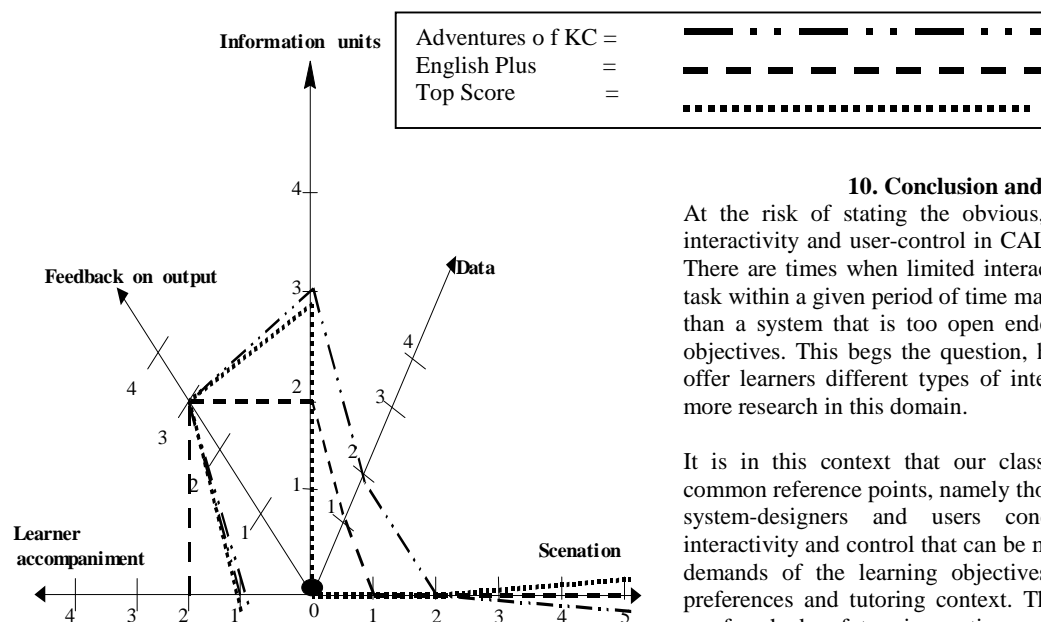 Information units
Adventures o f KC =
English Plus =
Top Score =
4
3
2
1
Data
4
3
2
1
Feedback on output
4
3
2
1
Learner
accompaniment
4 3 2 1 0 1 2 3 4 5
Scenation
10. Conclusion and
At the risk of stating the obvious,
interactivity and user-control in CAL
There are times when limited interac
task within a given period of time ma
than a system that is too open end
objectives. This begs the question,
offer learners different types of inte
more research in this domain.
It is in this context that our class
common reference points, namely tho
system-designers and users con
interactivity and control that can be n
demands of the learning objectives
preferences and tutoring context. Th